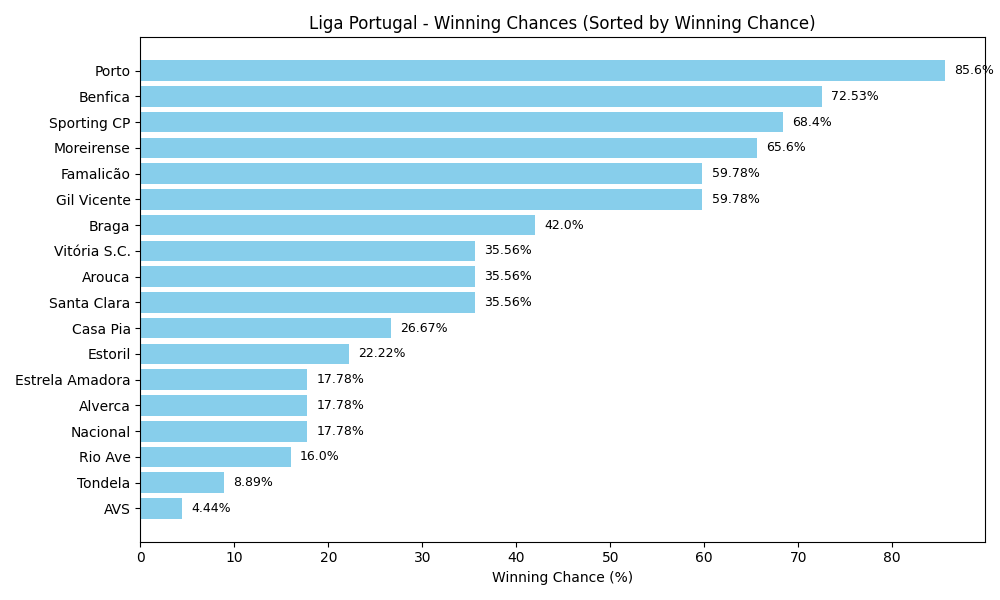 Liga Portugal - Winning Chances (Sorted by Winning Chance)
Porto 85.6%
Benfica 72.53%
Sporting CP 68.4%
Moreirense 65.6%
Famalicão 59.78%
Gil Vicente 59.78%
Braga 42.0%
Vitória S.C. 35.56%
Arouca 35.56%
Santa Clara 35.56%
Casa Pia 26.67%
Estoril 22.22%
Estrela Amadora 17.78%
Alverca 17.78%
Nacional 17.78%
Rio Ave 16.0%
Tondela 8.89%
AVS 4.44%
0 10 20 30 40 50 60 70 80
Winning Chance (%)